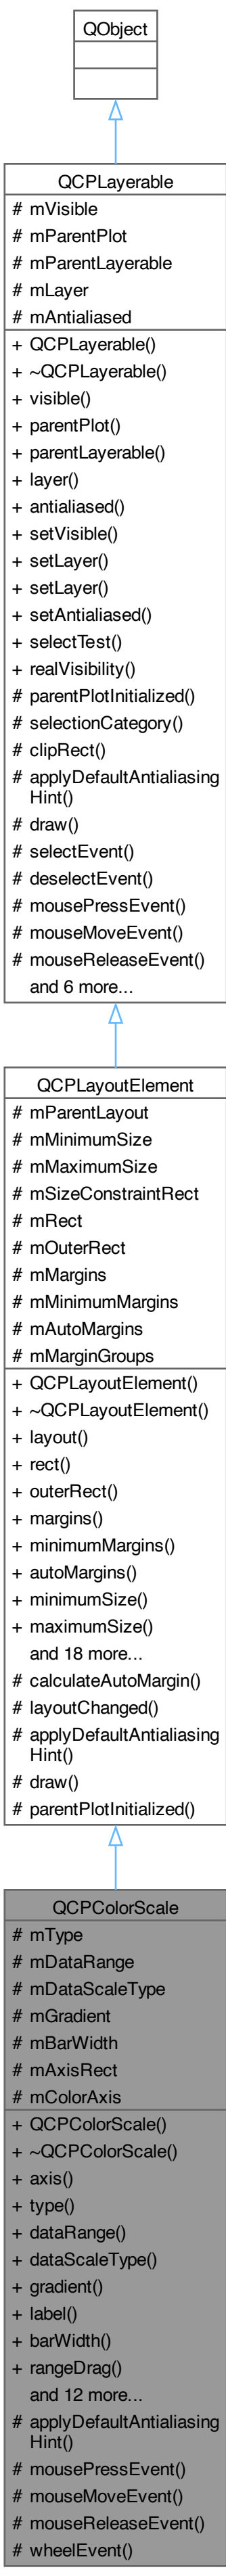 QObject
QCPLayerable
# mVisible
# mParentPlot
# mParentLayerable
# mLayer
# mAntialiased
+ QCPLayerable()
+ ~QCPLayerable()
+ visible()
+ parentPlot()
+ parentLayerable()
+ layer()
+ antialiased()
+ setVisible()
+ setLayer()
+ setLayer()
+ setAntialiased()
+ selectTest()
+ realVisibility()
# parentPlotInitialized()
# selectionCategory()
# clipRect()
# applyDefaultAntialiasing
Hint()
# draw()
# selectEvent()
# deselectEvent()
# mousePressEvent()
# mouseMoveEvent()
# mouseReleaseEvent()
and 6 more...
QCPLayoutElement
# mParentLayout
# mMinimumSize
# mMaximumSize
# mSizeConstraintRect
# mRect
# mOuterRect
# mMargins
# mMinimumMargins
# mAutoMargins
# mMarginGroups
+ QCPLayoutElement()
+ ~QCPLayoutElement()
+ layout()
+ rect()
+ outerRect()
+ margins()
+ minimumMargins()
+ autoMargins()
+ minimumSize()
+ maximumSize()
and 18 more...
# calculateAutoMargin()
# layoutChanged()
# applyDefaultAntialiasing
Hint()
# draw()
# parentPlotInitialized()
QCPColorScale
# mType
# mDataRange
# mDataScaleType
# mGradient
# mBarWidth
# mAxisRect
# mColorAxis
+ QCPColorScale()
+ ~QCPColorScale()
+ axis()
+ type()
+ dataRange()
+ dataScaleType()
+ gradient()
+ label()
+ barWidth()
+ rangeDrag()
and 12 more...
# applyDefaultAntialiasing
Hint()
# mousePressEvent()
# mouseMoveEvent()
# mouseReleaseEvent()
# wheelEvent()